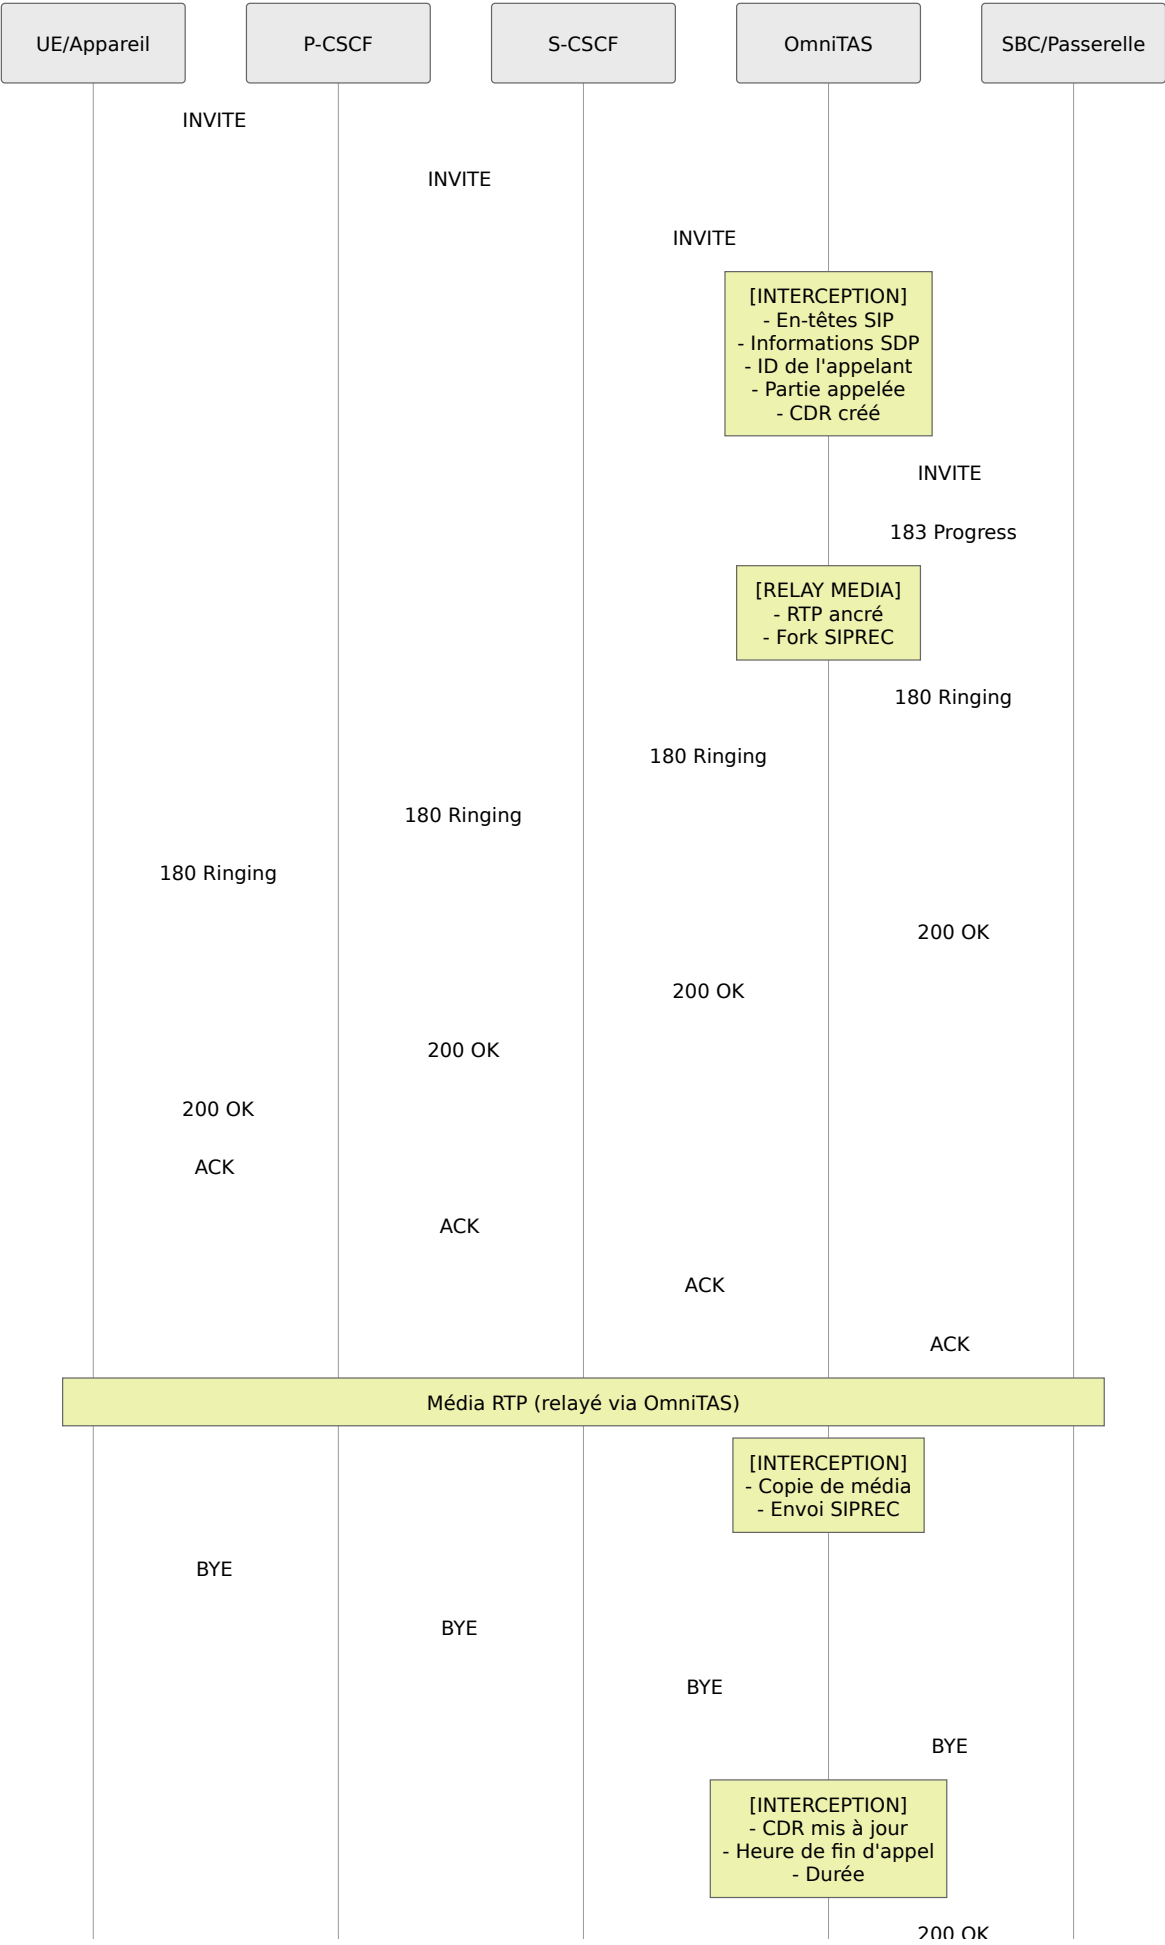 UE/Appareil
P-CSCF
S-CSCF
OmniTAS
SBC/Passerelle
INVITE
INVITE
INVITE
[INTERCEPTION]
- En-têtes SIP
- Informations SDP
- ID de l'appelant
- Partie appelée
- CDR créé
INVITE
183 Progress
[RELAY MEDIA]
- RTP ancré
- Fork SIPREC
180 Ringing
180 Ringing
180 Ringing
180 Ringing
200 OK
200 OK
200 OK
200 OK
ACK
ACK
ACK
ACK
Média RTP (relayé via OmniTAS)
[INTERCEPTION]
- Copie de média
- Envoi SIPREC
BYE
BYE
BYE
BYE
[INTERCEPTION]
- CDR mis à jour
- Heure de fin d'appel
- Durée
200 OK